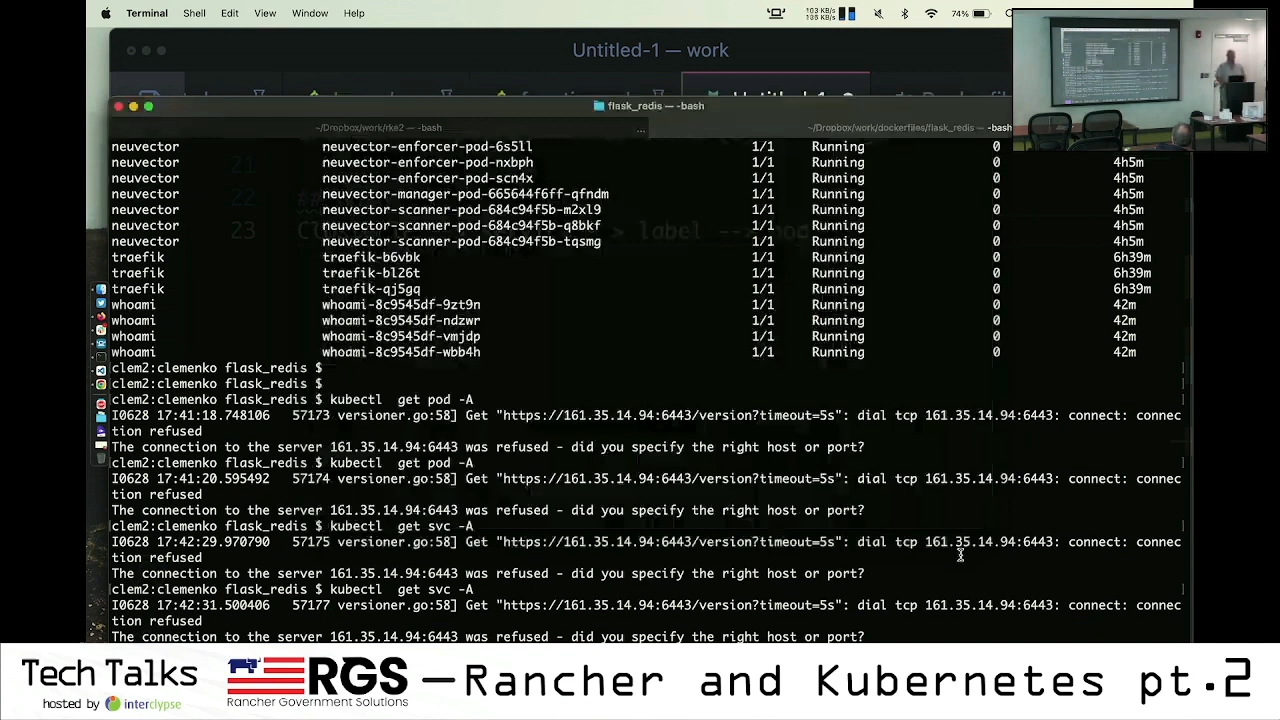 Terminal Shell Edit View Window Help
103 KB/s
74%
Untitled-1 — work
flask_redis — -bash
~/Dropbox/work/rke2 — -bash
...
~/Dropbox/work/dockerfiles/flask_redis — -bash
neuvector neuvector-enforcer-pod-6s5ll 1/1 Running 0
neuvector neuvector-enforcer-pod-nxbph 1/1 Running 0 4h5m
neuvector neuvector-enforcer-pod-scn4x 1/1 Running 0 4h5m
neuvector neuvector-manager-pod-665644f6ff-qfndm 1/1 Running 0 4h5m
neuvector neuvector-scanner-pod-684c94f5b-m2xl9 1/1 Running 0 4h5m
neuvector neuvector-scanner-pod-684c94f5b-q8bkf 1/1 Running 0 4h5m
neuvector neuvector-scanner-pod-684c94f5b-tqsmg 1/1 Running 0 4h5m
traefik traefik-b6vbk 1/1 Running 0 6h39m
traefik traefik-bl26t 1/1 Running 0 6h39m
traefik traefik-qj5gq 1/1 Running 0 6h39m
whoami whoami-8c9545df-9zt9n 1/1 Running 0 42m
whoami whoami-8c9545df-ndzwr 1/1 Running 0 42m
whoami whoami-8c9545df-vmjdp 1/1 Running 0 42m
whoami whoami-8c9545df-wbb4h 1/1 Running 0 42m
clem2:clemenko flask_redis $
clem2:clemenko flask_redis $
clem2:clemenko flask_redis $ kubectl get pod -A
I0628 17:41:18.748106 57173 versioner.go:58] Get "https://161.35.14.94:6443/version?timeout=5s": dial tcp 161.35.14.94:6443: connect: connec
tion refused
The connection to the server 161.35.14.94:6443 was refused - did you specify the right host or port?
clem2:clemenko flask_redis $ kubectl get pod -A
I0628 17:41:20.595492 57174 versioner.go:58] Get "https://161.35.14.94:6443/version?timeout=5s": dial tcp 161.35.14.94:6443: connect: connec
tion refused
The connection to the server 161.35.14.94:6443 was refused - did you specify the right host or port?
clem2:clemenko flask_redis $ kubectl get svc -A
I0628 17:42:29.970790 57175 versioner.go:58] Get "https://161.35.14.94:6443/version?timeout=5s": dial tcp 161.35.14.94:6443: connect: connec
tion refused
The connection to the server 161.35.14.94:6443 was refused - did you specify the right host or port?
clem2:clemenko flask_redis $ kubectl get svc -A
I0628 17:42:31.500406 57177 versioner.go:58] Get "https://161.35.14.94:6443/version?timeout=5s": dial tcp 161.35.14.94:6443: connect: connec
tion refused
The connection to the server 161.35.14.94:6443 was refused - did you specify the right host or port?
21
22
23 > label -->
Tech Talks
hosted by interclypse
RGS
Rancher Government Solutions
—Rancher and Kubernetes pt.2